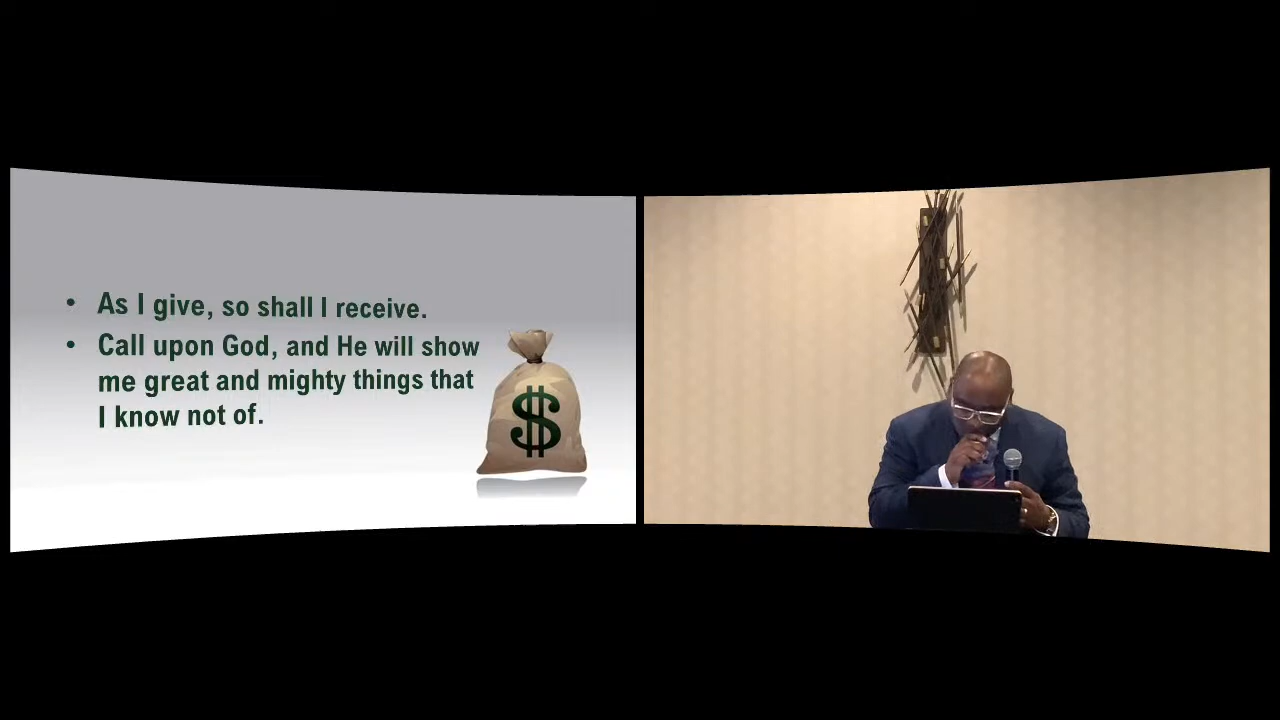 • As I give, so shall I receive.
• Call upon God, and He will show
me great and mighty things that
I know not of.
$